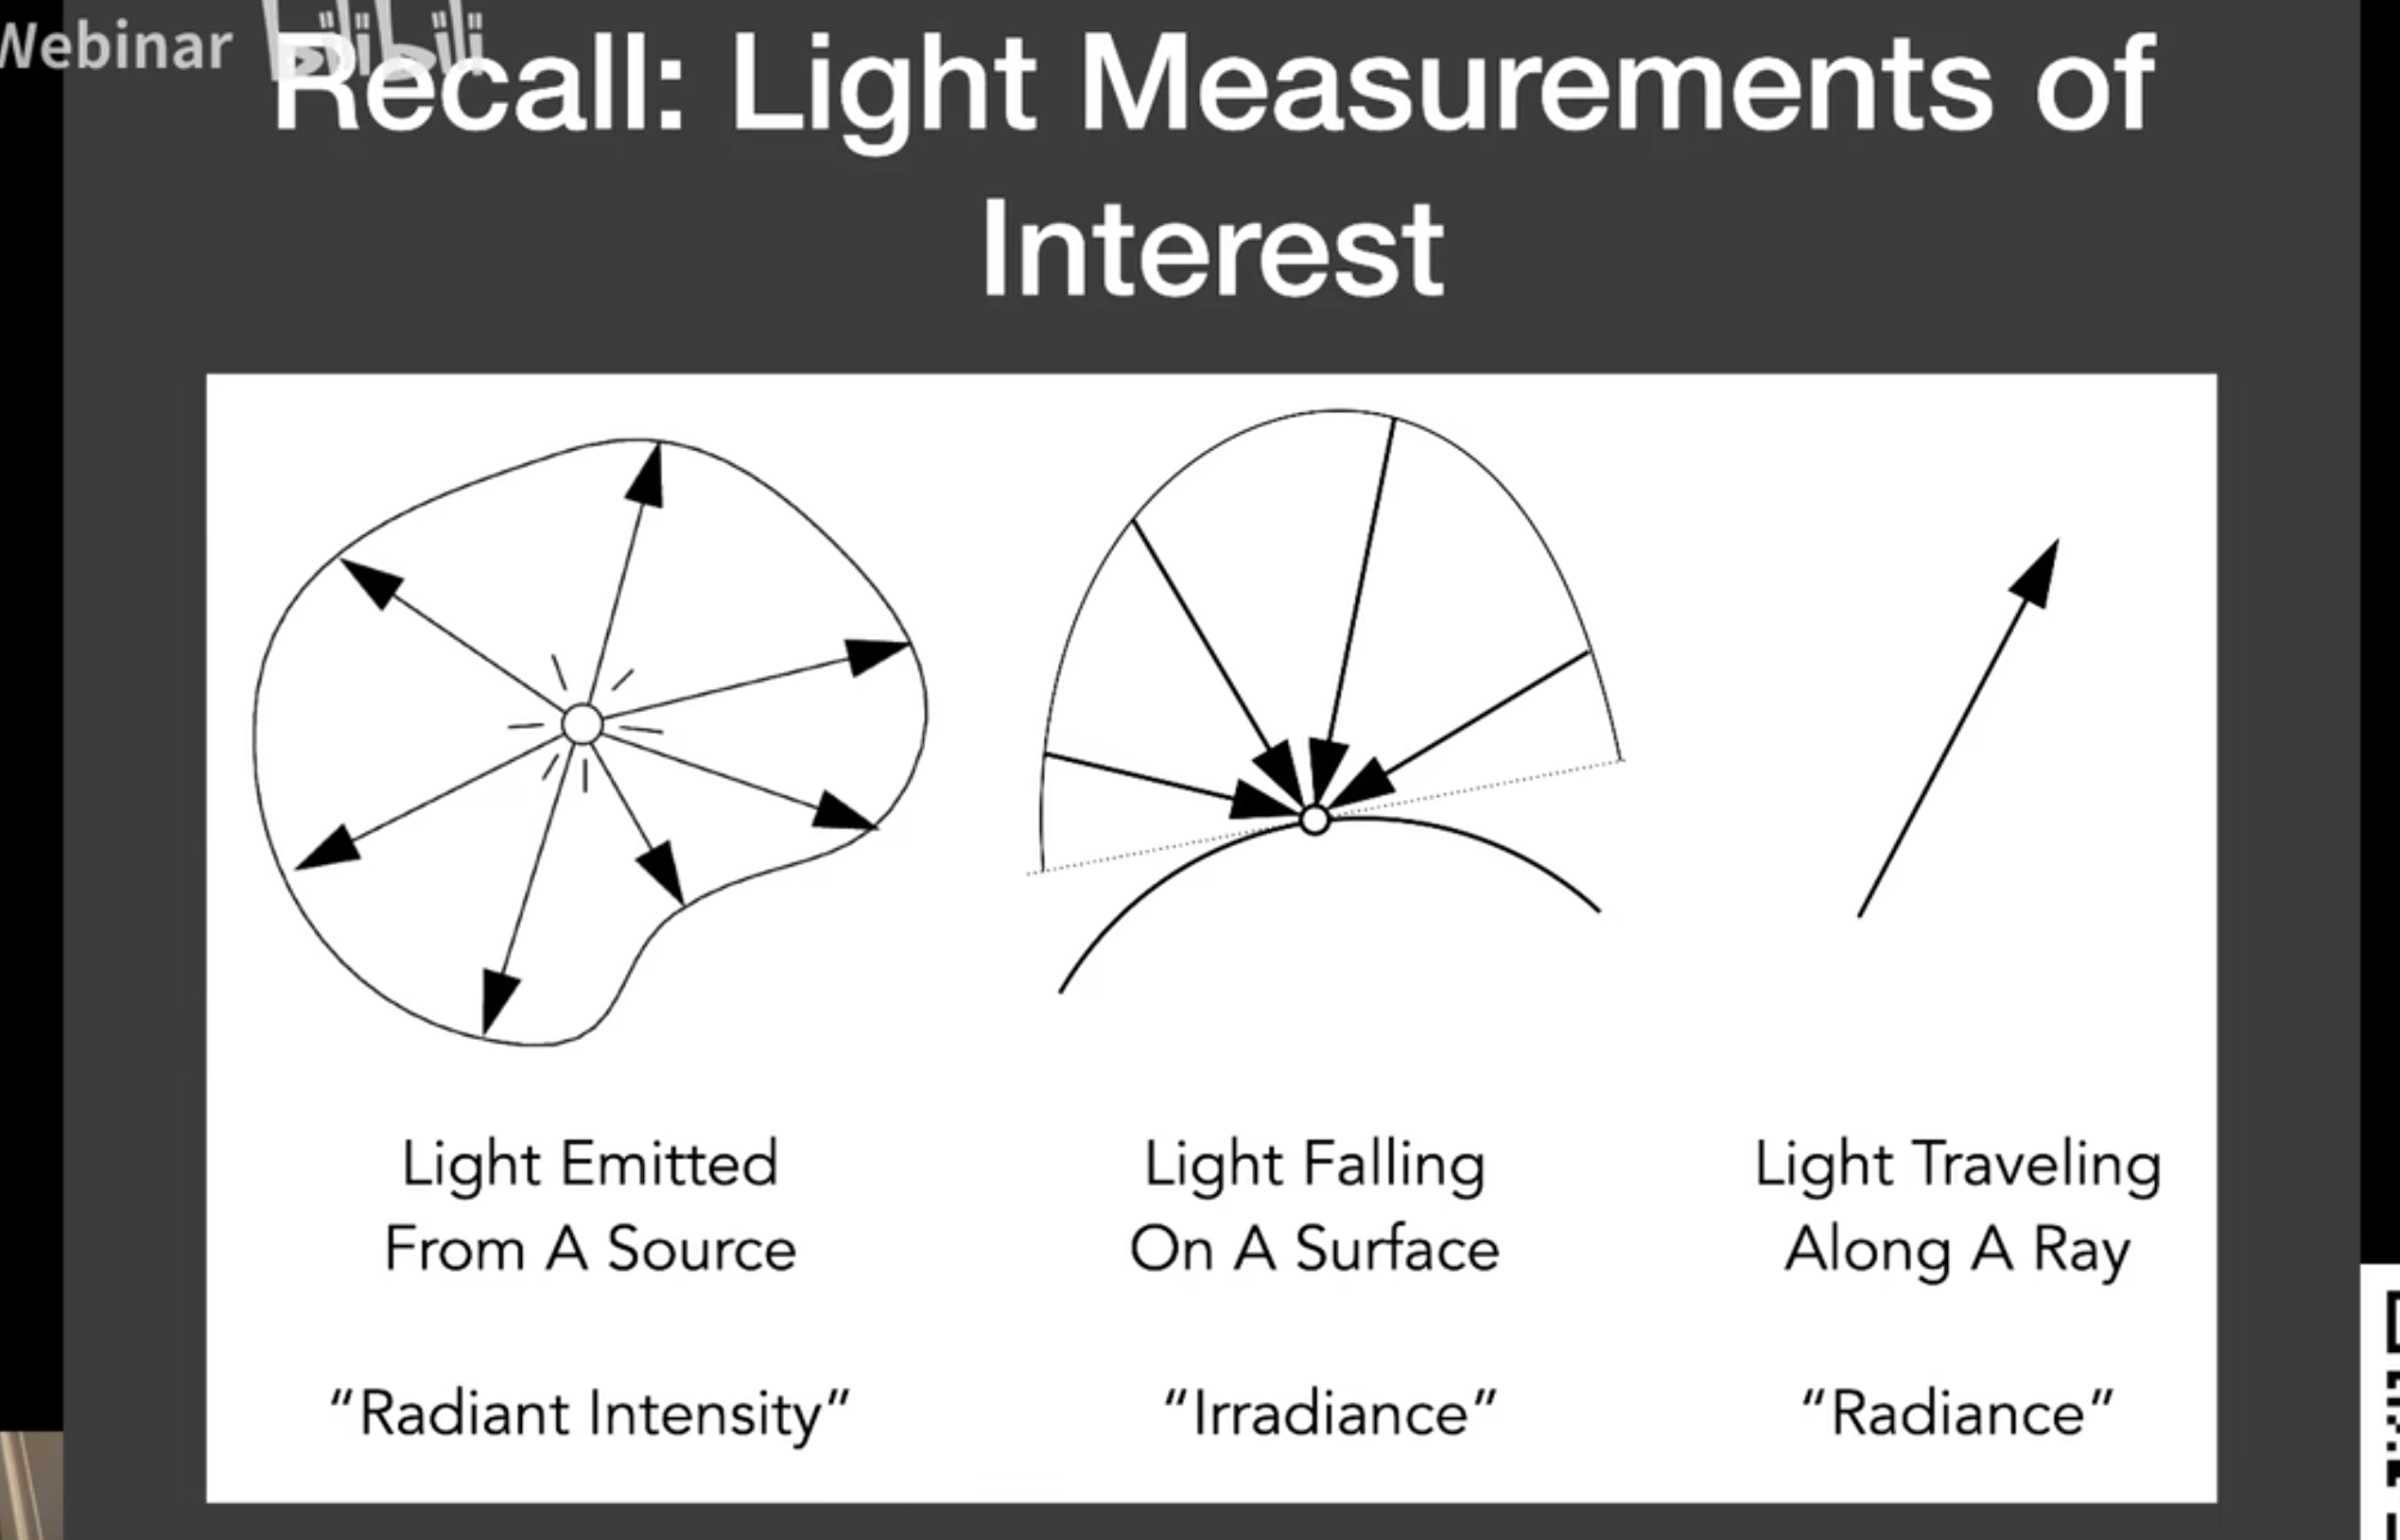 Webinar bilibili
Recall: Light Measurements of
Interest
Light Emitted
From A Source
"Radiant Intensity"
Light Falling
On A Surface
"Irradiance"
Light Traveling
Along A Ray
"Radiance"